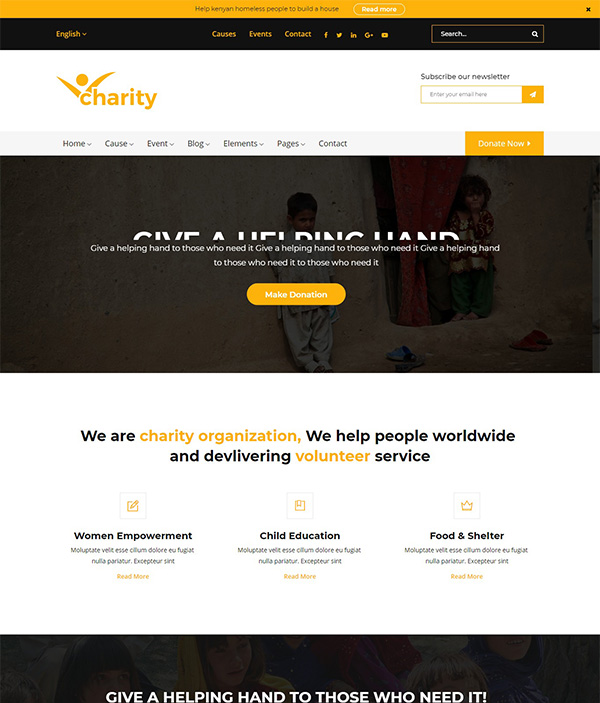 Help kenyan homeless people to build a house Read more
English Causes Events Contact Search...
charity
Subscribe our newsletter
Enter your email here
Home Cause Event Blog Elements Pages Contact Donate Now
GIVE A HELPING HAND
Give a helping hand to those who need it Give a helping hand to those who need it Give a helping hand
to those who need it to those who need it
Make Donation
We are charity organization, We help people worldwide
and devlivering volunteer service
Women Empowerment Child Education Food & Shelter
Moluptate velit esse cillum dolore eu fugiat Moluptate velit esse cillum dolore eu fugiat Moluptate velit esse cillum dolore eu fugiat
nulla pariatur. Excepteur sint nulla pariatur. Excepteur sint nulla pariatur. Excepteur sint
Read More Read More Read More
GIVE A HELPING HAND TO THOSE WHO NEED IT!